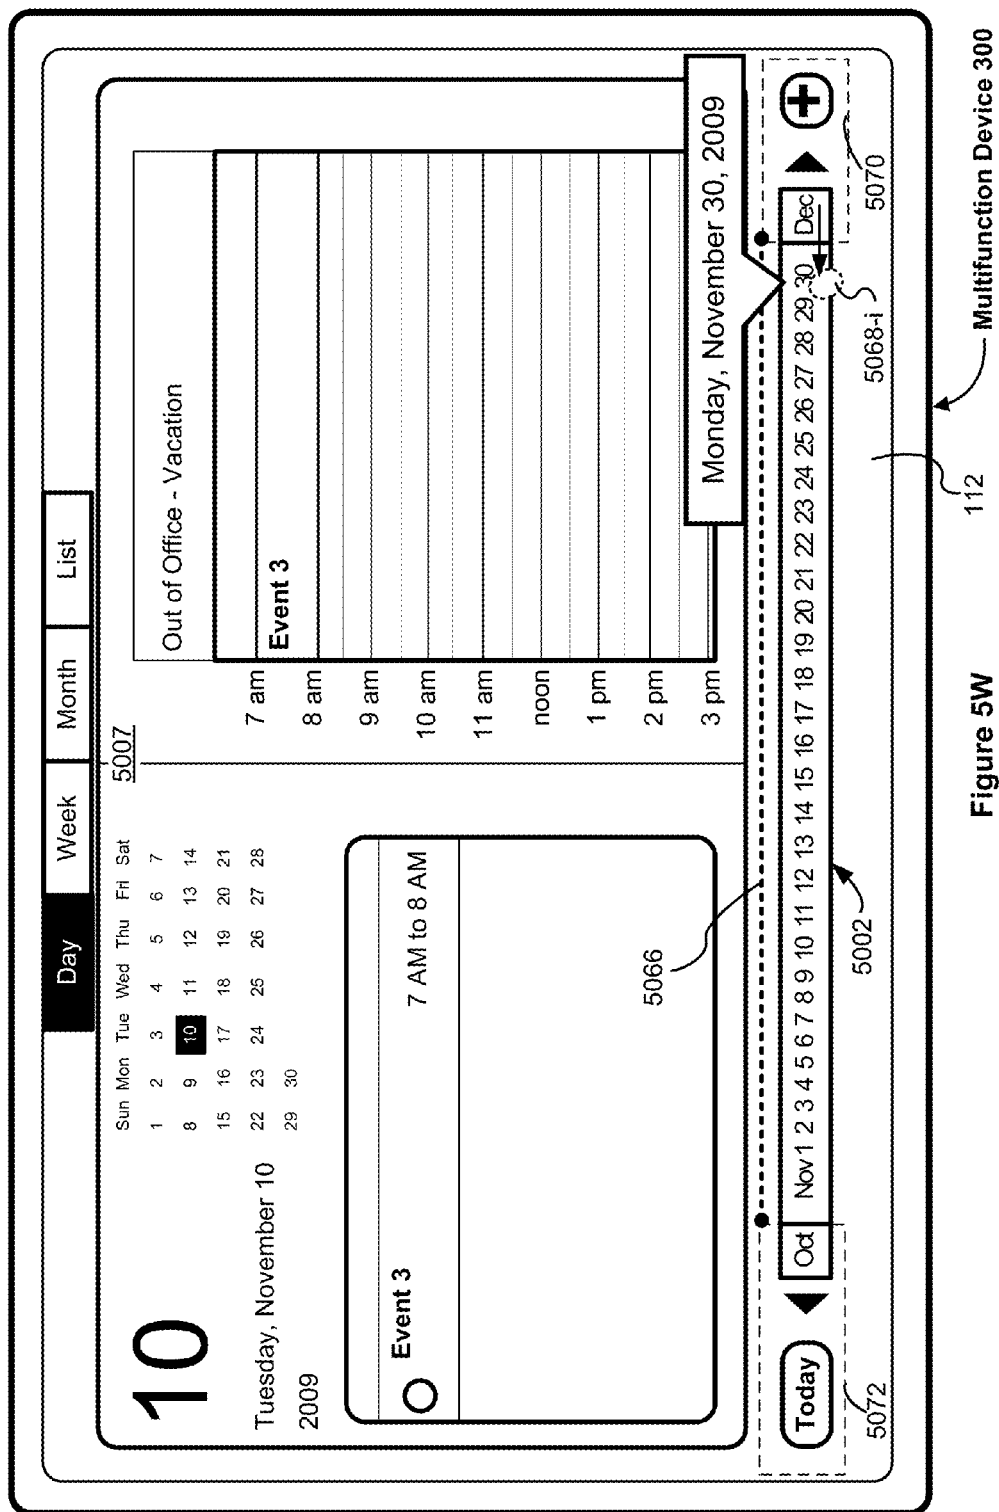 Day Week Month List
10
Tuesday, November 10
2009
Sun Mon Tue Wed Thu Fri Sat
1 2 3 4 5 6 7
8 9 10 11 12 13 14
15 16 17 18 19 20 21
22 23 24 25 26 27 28
29 30
5007
Event 3 7 AM to 8 AM
Out of Office - Vacation
7 am
Event 3
8 am
9 am
10 am
11 am
noon
1 pm
2 pm
3 pm
Monday, November 30, 2009
5066
Today Oct Nov 1 2 3 4 5 6 7 8 9 10 11 12 13 14 15 16 17 18 19 20 21 22 23 24 25 26 27 28 29 30 Dec +
5072
5002
5068-i
5070
112
Multifunction Device 300
Figure 5W